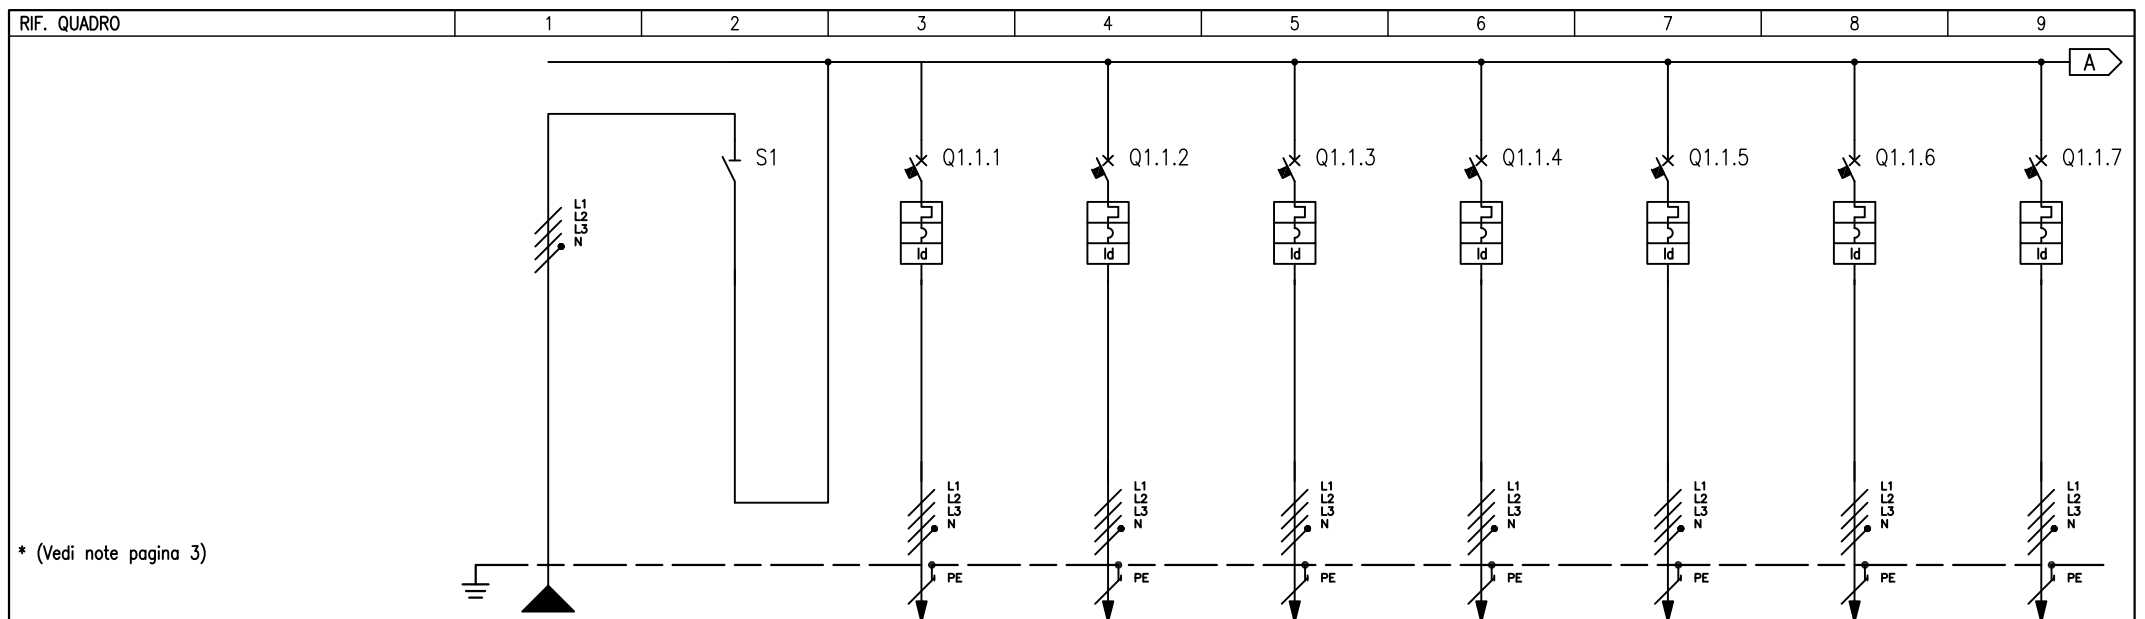 RIF. QUADRO 1 2 3 4 5 6 7 8 9
A
S1 Q1.1.1 Q1.1.2 Q1.1.3 Q1.1.4 Q1.1.5 Q1.1.6 Q1.1.7
L1
L2
L3
N
Id Id Id Id Id Id Id
L1 L1 L1 L1 L1 L1 L1
L2 L2 L2 L2 L2 L2 L2
L3 L3 L3 L3 L3 L3 L3
N N N N N N N
* (Vedi note pagina 3)
PE PE PE PE PE PE PE